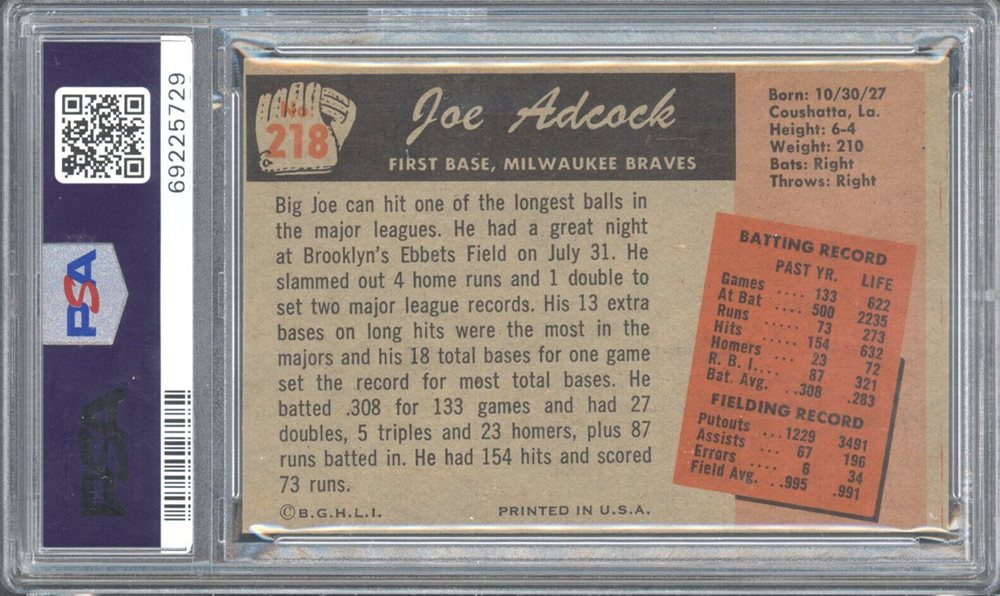 69225729
PSA
PSA
No.
218
Joe Adcock
FIRST BASE, MILWAUKEE BRAVES
Born: 10/30/27
Coushatta, La.
Height: 6-4
Weight: 210
Bats: Right
Throws: Right
Big Joe can hit one of the longest balls in
the major leagues. He had a great night
at Brooklyn's Ebbets Field on July 31. He
slammed out 4 home runs and 1 double to
set two major league records. His 13 extra
bases on long hits were the most in the
majors and his 18 total bases for one game
set the record for most total bases. He
batted .308 for 133 games and had 27
doubles, 5 triples and 23 homers, plus 87
runs batted in. He had 154 hits and scored
73 runs.
BATTING RECORD
PAST YR. LIFE
Games .... 133 622
At Bat .... 500 2235
Runs ..... 73 273
Hits ..... 154 632
Homers .... 23 72
R. B. I.... 87 321
Bat. Avg. ..308 .283
FIELDING RECORD
Putouts ...1229 3491
Assists .... 67 196
Errors .... 6 34
Field Avg. ..995 .991
©B.G.H.L.I. PRINTED IN U.S.A.